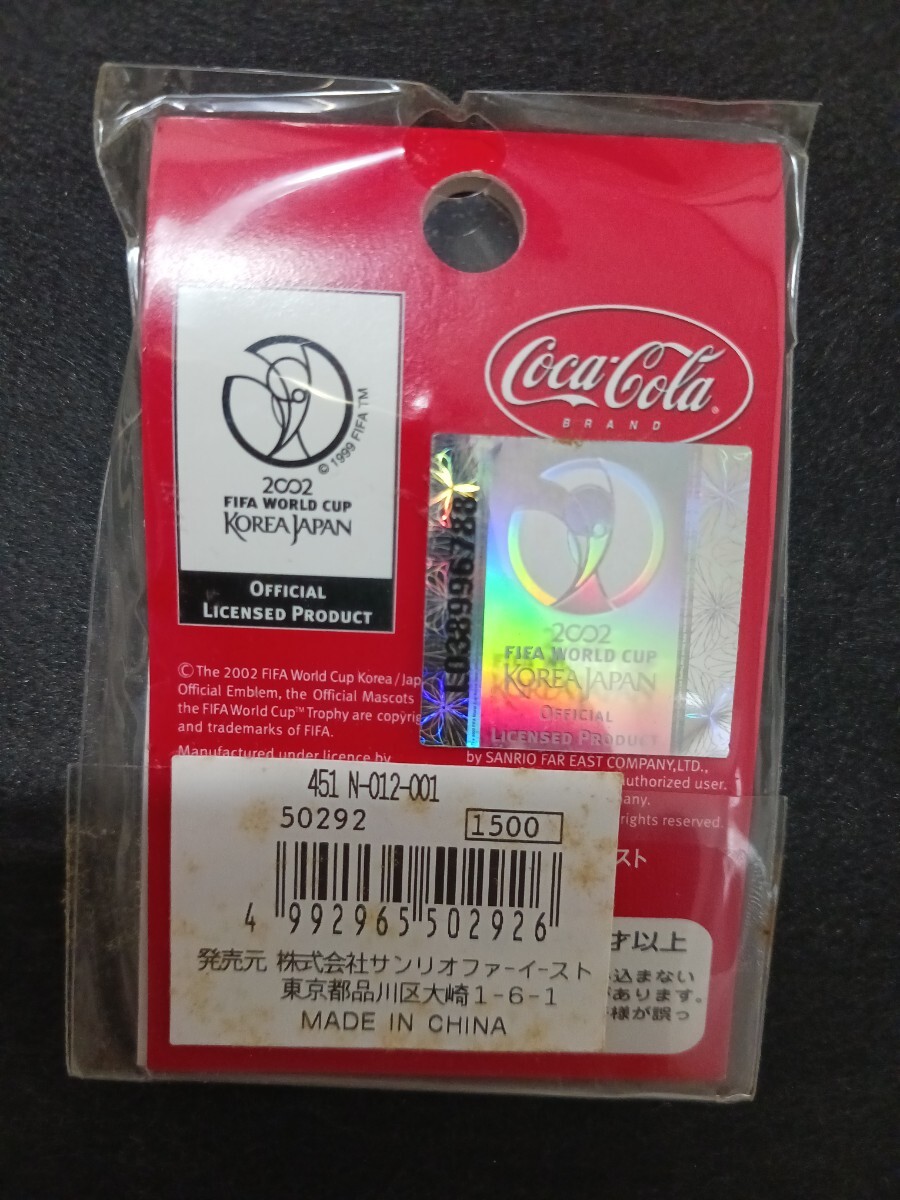 © 1999 FIFA TM
2002
FIFA WORLD CUP
KOREA JAPAN
OFFICIAL
LICENSED PRODUCT
Coca-Cola®
BRAND
2002
FIFA WORLD CUP
KOREA JAPAN
OFFICIAL
LICENSED PRODUCT
© The 2002 FIFA World Cup Korea/Jap
Official Emblem, the Official Mascots
the FIFA World Cup™ Trophy are copyrig
and trademarks of FIFA.
Manufactured under licence by
by SANRIO FAR EAST COMPANY,LTD.,
uthorized user.
any.
rights reserved.
スト
451 N-012-001
50292
1500
4 992965 502926
発売元 株式会社サンリオファーイースト
東京都品川区大崎1-6-1
MADE IN CHINA
才以上
込まない
があります。
様が誤っ